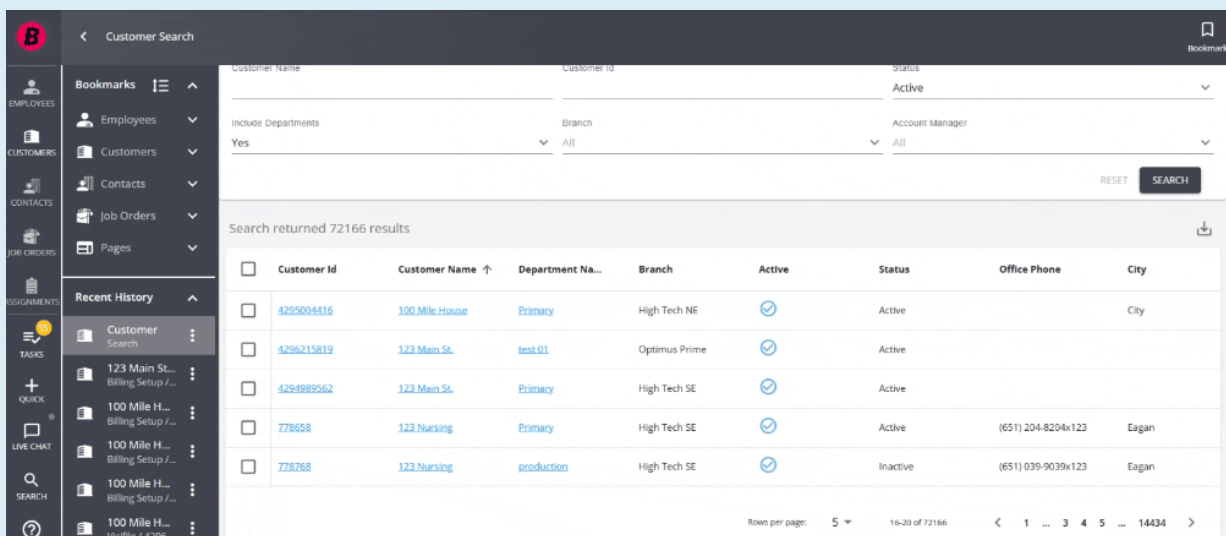 B
Customer Search
Bookmark
EMPLOYEES
CUSTOMERS
CONTACTS
JOB ORDERS
ASSIGNMENTS
15
TASKS
QUICK
LIVE CHAT
SEARCH
Bookmarks
Employees
Customers
Contacts
Job Orders
Pages
Recent History
Customer
Search
123 Main St...
Billing Setup /...
100 Mile H...
Billing Setup /...
100 Mile H...
Billing Setup /...
100 Mile H...
Billing Setup /...
100 Mile H...
Customer Name Customer Id Status
Active
Include Departments Branch Account Manager
Yes All All
RESET SEARCH
Search returned 72166 results
Customer Id Customer Name Department Na... Branch Active Status Office Phone City
4295004416 100 Mile House Primary High Tech NE Active City
4296215819 123 Main St. test 01 Optimus Prime Active
4294989562 123 Main St. Primary High Tech SE Active
778658 123 Nursing Primary High Tech SE Active (651) 204-8204x123 Eagan
778768 123 Nursing production High Tech SE Inactive (651) 039-9039x123 Eagan
Rows per page: 5 16-20 of 72166 1 ... 3 4 5 ... 14434